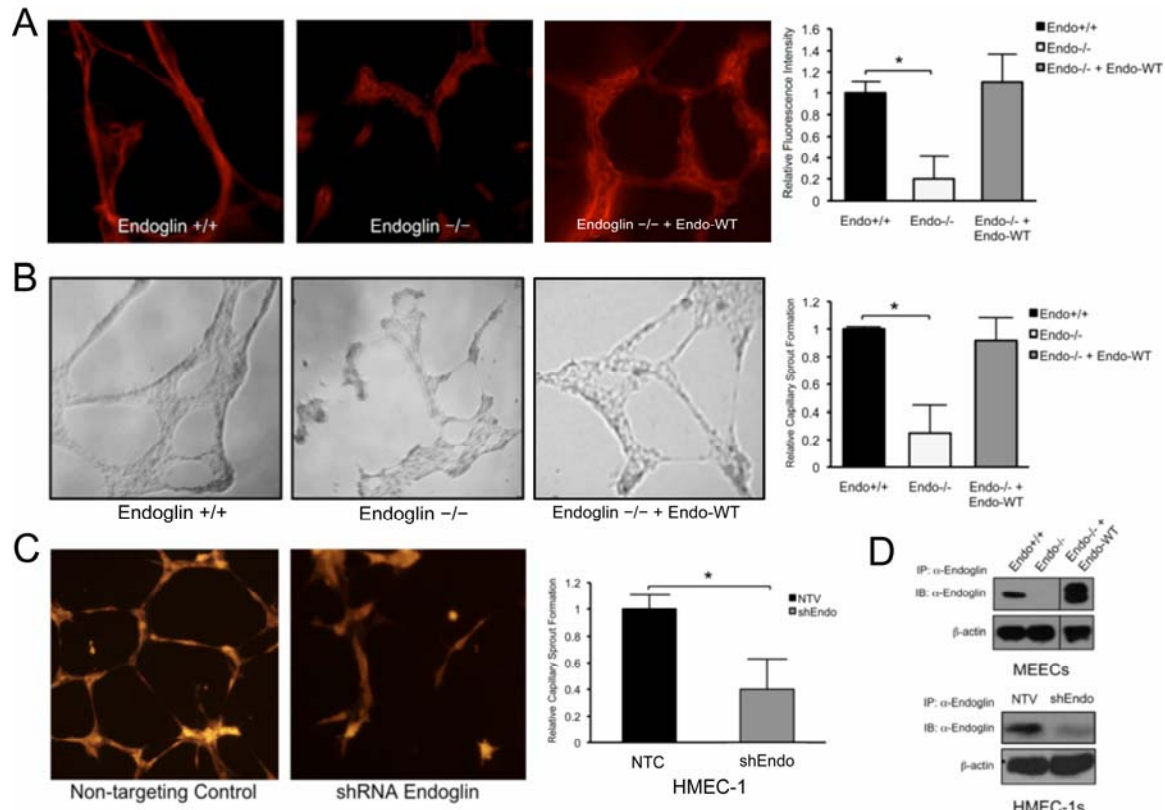 A
Endoglin +/+
Endoglin −/−
Endoglin −/− + Endo-WT
Relative Fluorescence Intensity
1.6
1.4
1.2
1
0.8
0.6
0.4
0.2
0
*
Endo+/+
Endo-/-
Endo-/- +
Endo-WT
Endo+/+
Endo-/-
Endo-/- + Endo-WT
B
Endoglin +/+
Endoglin −/−
Endoglin −/− + Endo-WT
Relative Capillary Sprout Formation
1.2
1
0.8
0.6
0.4
0.2
0
*
Endo+/+
Endo-/-
Endo-/- +
Endo-WT
Endo+/+
Endo-/-
Endo-/- + Endo-WT
C
Non-targeting Control
shRNA Endoglin
Relative Capillary Sprout Formation
1.2
1
0.8
0.6
0.4
0.2
0
*
NTV
shEndo
NTC
shEndo
HMEC-1
D
Endo+/+
Endo-/-
Endo-/- +
Endo-WT
IP: α-Endoglin
IB: α-Endoglin
β-actin
MEECs
NTV
shEndo
IP: α-Endoglin
IB: α-Endoglin
β-actin
HMEC-1s